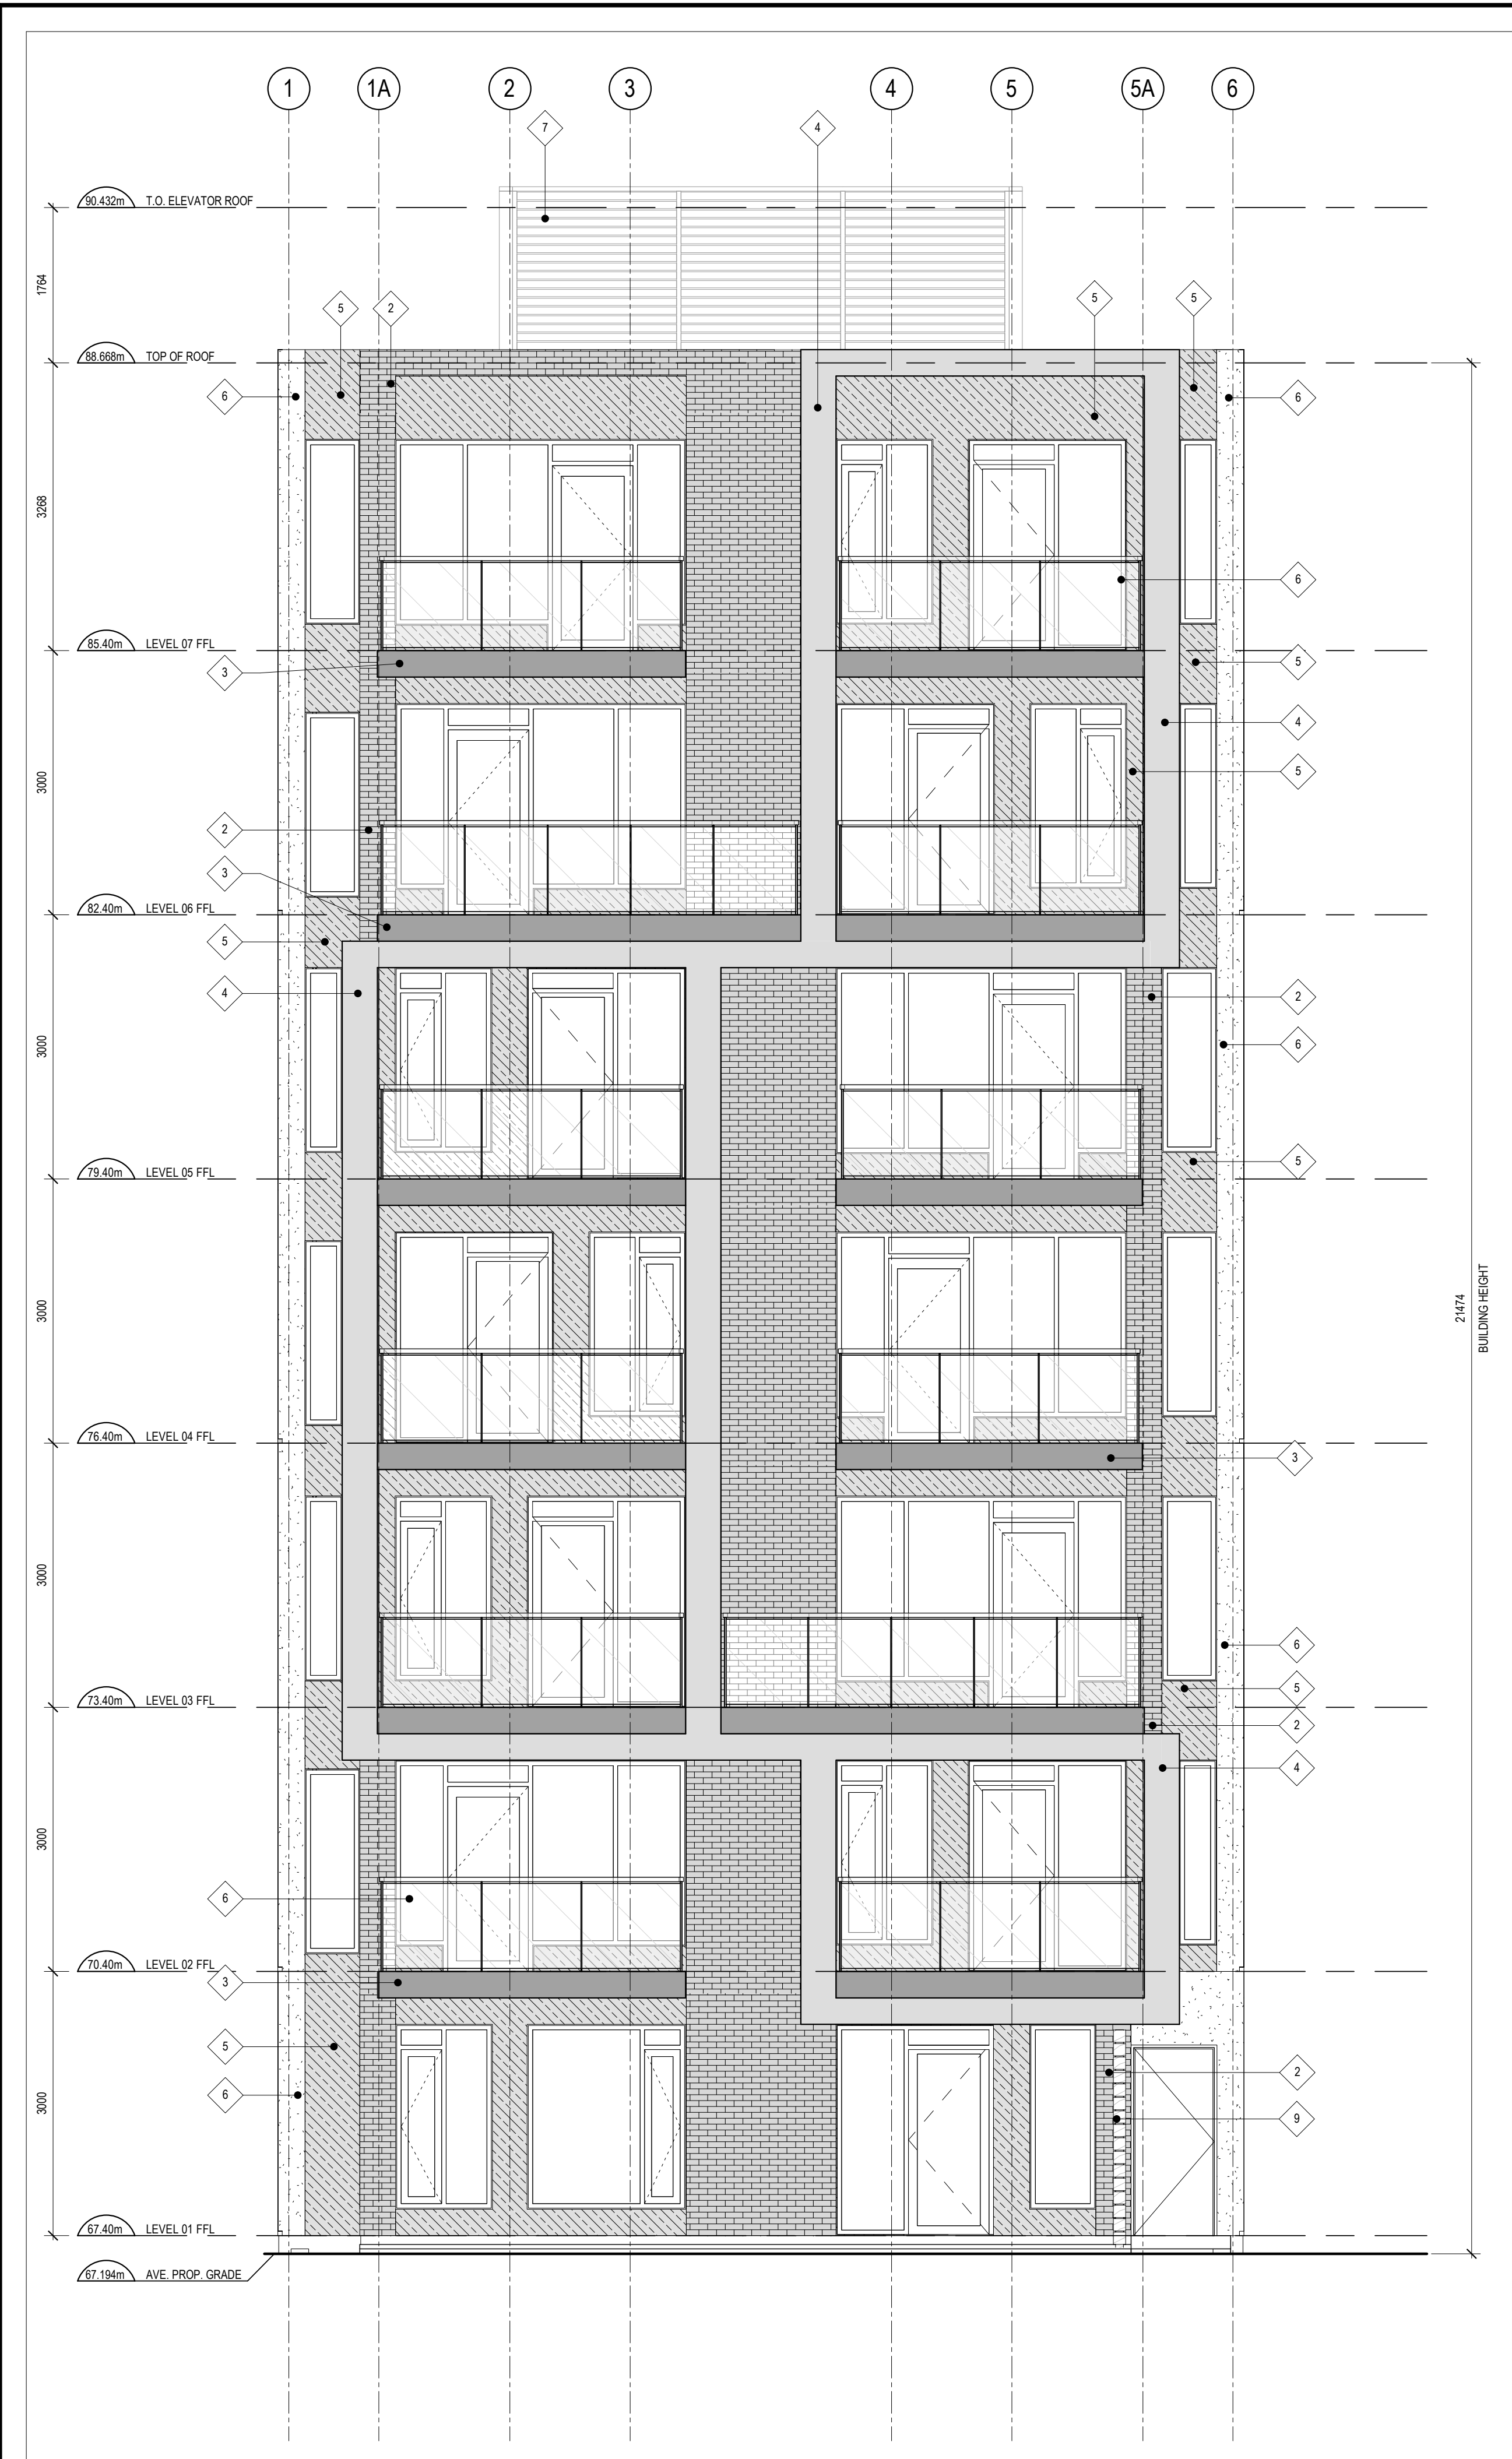 1 1A 2 3 4 5 5A 6
7 4
90.432m T.O. ELEVATOR ROOF
1764
5 2 5 5
88.668m TOP OF ROOF
6 6
3268
6
85.40m LEVEL 07 FFL
5
3
4
3000
5
2
3
82.40m LEVEL 06 FFL
5
4 2
3000
6
5
79.40m LEVEL 05 FFL
3000
21474
BUILDING HEIGHT
76.40m LEVEL 04 FFL
3
3000
6
5
73.40m LEVEL 03 FFL
2
4
3000
6
70.40m LEVEL 02 FFL
3
5
2
6
3000
9
67.40m LEVEL 01 FFL
67.194m AVE. PROP. GRADE